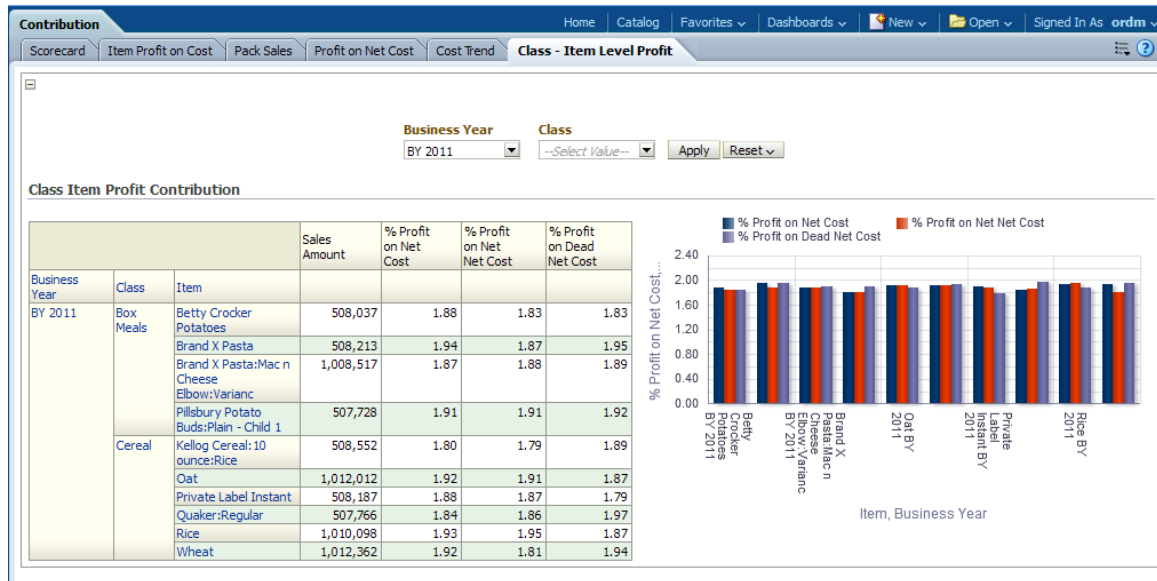 Contribution
Home Catalog Favorites Dashboards New Open Signed In As ordm
Scorecard Item Profit on Cost Pack Sales Profit on Net Cost Cost Trend Class - Item Level Profit
Business Year Class
BY 2011 --Select Value-- Apply Reset
Class Item Profit Contribution
Sales Amount % Profit on Net Cost % Profit on Net Net Cost % Profit on Dead Net Cost
Business Year Class Item
BY 2011 Box Meals Betty Crocker Potatoes 508,037 1.88 1.83 1.83
Brand X Pasta 508,213 1.94 1.87 1.95
Brand X Pasta:Mac n Cheese Elbow:Varianc 1,008,517 1.87 1.88 1.89
Pillsbury Potato Buds:Plain - Child 1 507,728 1.91 1.91 1.92
Cereal Kellog Cereal:10 ounce:Rice 508,552 1.80 1.79 1.89
Oat 1,012,012 1.92 1.91 1.87
Private Label Instant 508,187 1.88 1.87 1.79
Quaker:Regular 507,766 1.84 1.86 1.97
Rice 1,010,098 1.93 1.95 1.87
Wheat 1,012,362 1.92 1.81 1.94
% Profit on Net Cost % Profit on Net Net Cost
% Profit on Dead Net Cost
% Profit on Net Cost,...
2.40
2.00
1.60
1.20
0.80
0.40
0.00
Betty Crocker Potatoes BY 2011
Brand X Pasta:Mac n Cheese Elbow:Varianc BY 2011
Oat BY 2011
Private Label Instant BY 2011
Rice BY 2011
Item, Business Year